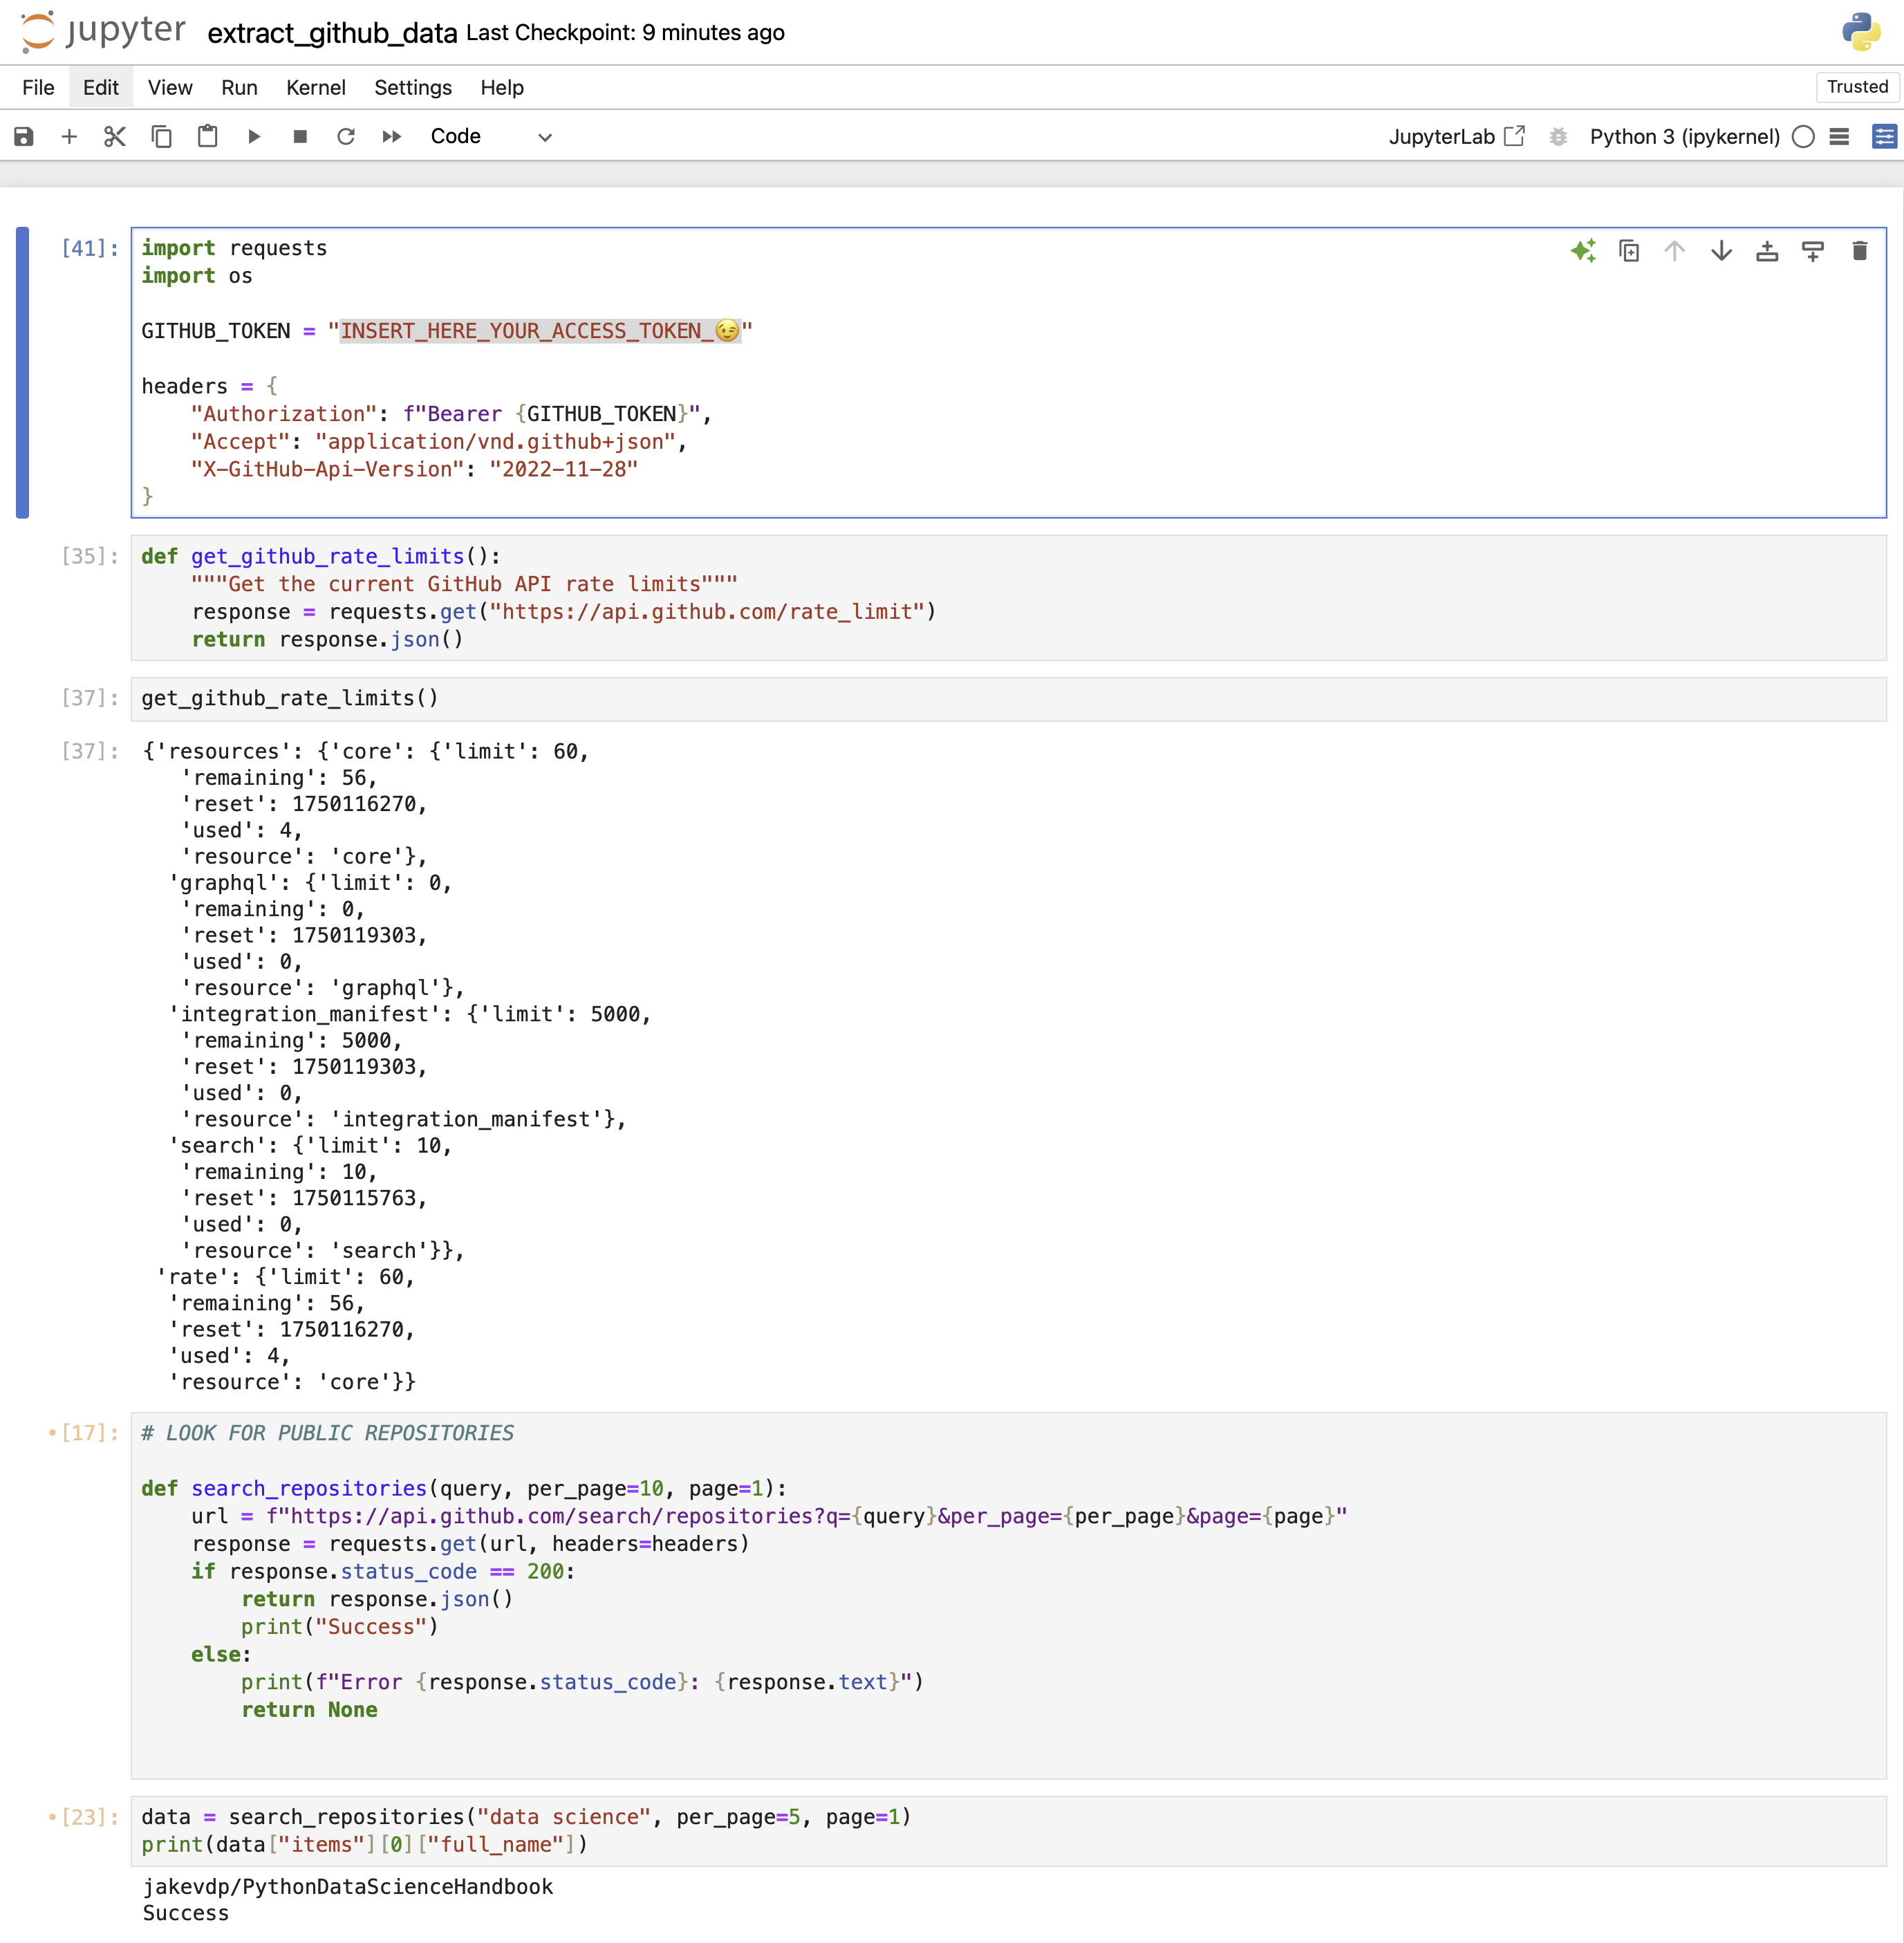 jupyter extract_github_data Last Checkpoint: 9 minutes ago
File Edit View Run Kernel Settings Help Trusted
Code JupyterLab Python 3 (ipykernel)
[41]: import requests
import os
GITHUB_TOKEN = "INSERT_HERE_YOUR_ACCESS_TOKEN_😉"
headers = {
    "Authorization": f"Bearer {GITHUB_TOKEN}",
    "Accept": "application/vnd.github+json",
    "X-GitHub-Api-Version": "2022-11-28"
}
[35]: def get_github_rate_limits():
    """Get the current GitHub API rate limits"""
    response = requests.get("https://api.github.com/rate_limit")
    return response.json()
[37]: get_github_rate_limits()
[37]: {'resources': {'core': {'limit': 60,
   'remaining': 56,
   'reset': 1750116270,
   'used': 4,
   'resource': 'core'},
  'graphql': {'limit': 0,
   'remaining': 0,
   'reset': 1750119303,
   'used': 0,
   'resource': 'graphql'},
  'integration_manifest': {'limit': 5000,
   'remaining': 5000,
   'reset': 1750119303,
   'used': 0,
   'resource': 'integration_manifest'},
  'search': {'limit': 10,
   'remaining': 10,
   'reset': 1750115763,
   'used': 0,
   'resource': 'search'}},
 'rate': {'limit': 60,
  'remaining': 56,
  'reset': 1750116270,
  'used': 4,
  'resource': 'core'}}
•[17]: # LOOK FOR PUBLIC REPOSITORIES
def search_repositories(query, per_page=10, page=1):
    url = f"https://api.github.com/search/repositories?q={query}&per_page={per_page}&page={page}"
    response = requests.get(url, headers=headers)
    if response.status_code == 200:
        return response.json()
        print("Success")
    else:
        print(f"Error {response.status_code}: {response.text}")
        return None
•[23]: data = search_repositories("data science", per_page=5, page=1)
print(data["items"][0]["full_name"])
jakevdp/PythonDataScienceHandbook
Success